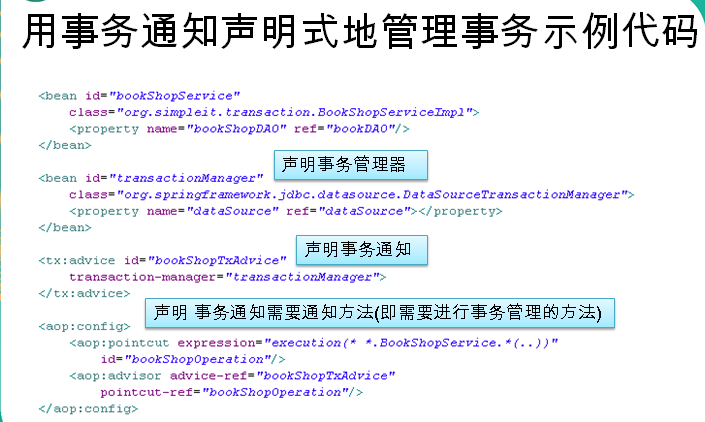 用事务通知声明式地管理事务示例代码
<bean id="bookShopService"
class="org.simpleit.transaction.BookShopServiceImpl">
<property name="bookShopDAO" ref="bookDAO"/>
</bean>
声明事务管理器
<bean id="transactionManager"
class="org.springframework.jdbc.datasource.DataSourceTransactionManager">
<property name="dataSource" ref="dataSource"></property>
</bean>
声明事务通知
<tx:advice id="bookShopTxAdvice"
transaction-manager="transactionManager">
</tx:advice>
声明 事务通知需要通知方法(即需要进行事务管理的方法)
<aop:config>
<aop:pointcut expression="execution(* *.BookShopService.*(..))"
id="bookShopOperation"/>
<aop:advisor advice-ref="bookShopTxAdvice"
pointcut-ref="bookShopOperation"/>
</aop:config>